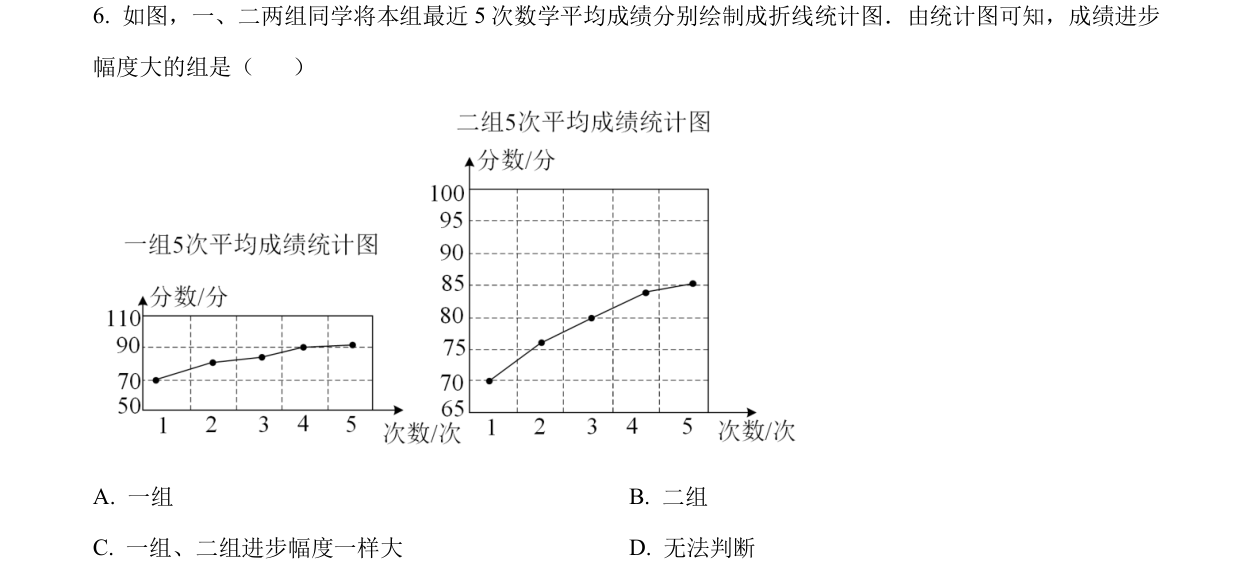 6. 如图，一、二两组同学将本组最近 5 次数学平均成绩分别绘制成折线统计图．由统计图可知，成绩进步
幅度大的组是（　　）
一组5次平均成绩统计图
分数/分
110
90
70
50
1 2 3 4 5 次数/次
二组5次平均成绩统计图
分数/分
100
95
90
85
80
75
70
65
1 2 3 4 5 次数/次
A. 一组 B. 二组
C. 一组、二组进步幅度一样大 D. 无法判断